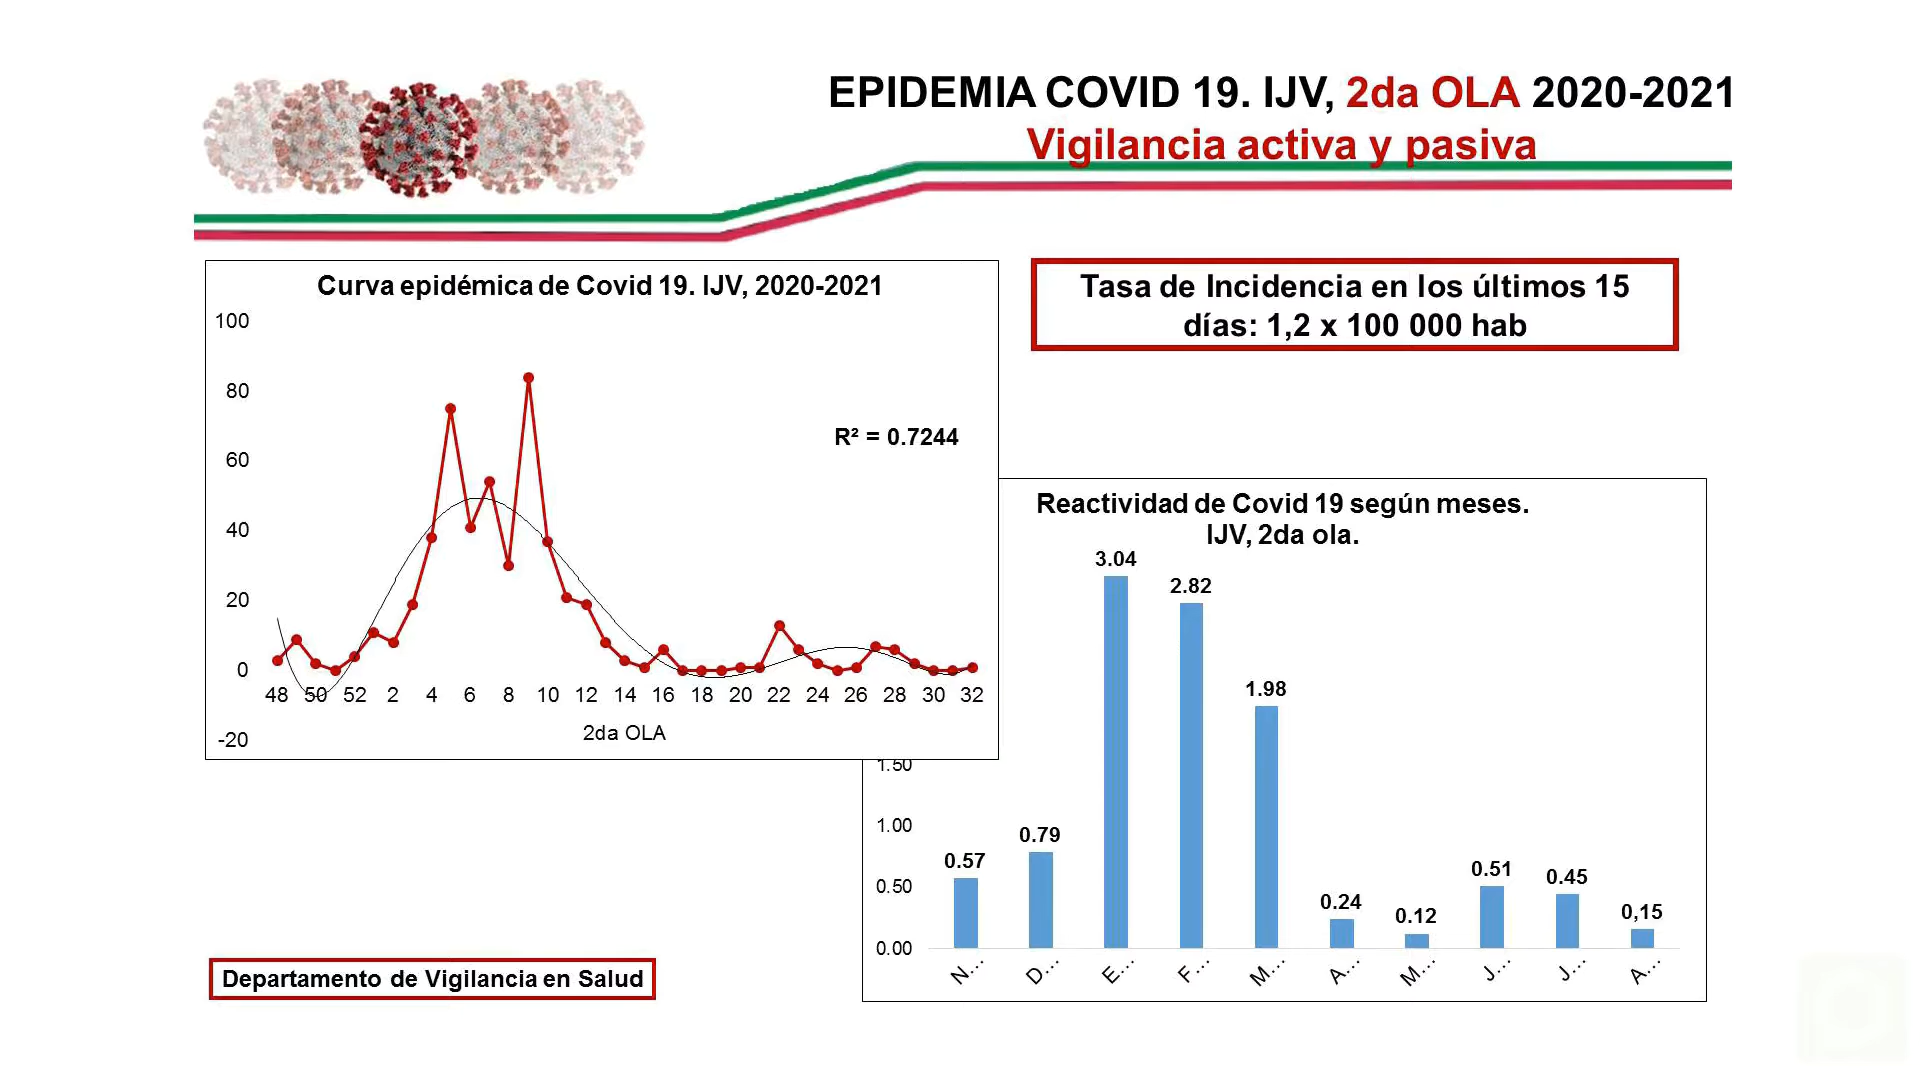 EPIDEMIA COVID 19. IJV, 2da OLA 2020-2021
Vigilancia activa y pasiva
Curva epidémica de Covid 19. IJV, 2020-2021
100
80
60
40
20
0
-20
R² = 0.7244
48 50 52 2 4 6 8 10 12 14 16 18 20 22 24 26 28 30 32
2da OLA
Tasa de Incidencia en los últimos 15
días: 1,2 x 100 000 hab
Reactividad de Covid 19 según meses.
IJV, 2da ola.
1.50
1.00
0.50
0.00
0.57
0.79
3.04
2.82
1.98
0.24
0.12
0.51
0.45
0,15
N... D... E... F... M... A... M... J... J... A...
Departamento de Vigilancia en Salud